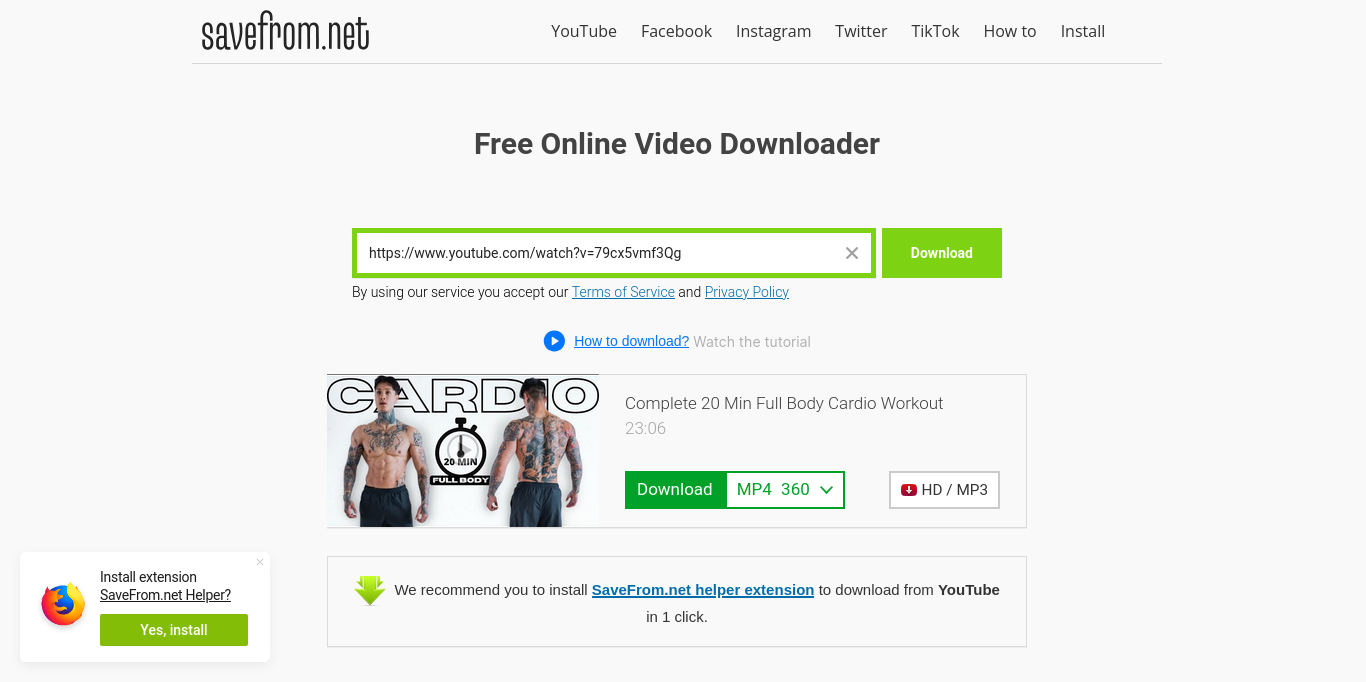 savefrom.net
YouTube Facebook Instagram Twitter TikTok How to Install
Free Online Video Downloader
https://www.youtube.com/watch?v=79cx5vmf3Qg
Download
By using our service you accept our Terms of Service and Privacy Policy
How to download? Watch the tutorial
CARDIO
20 MIN
FULL BODY
Complete 20 Min Full Body Cardio Workout
23:06
Download MP4 360
HD / MP3
We recommend you to install SaveFrom.net helper extension to download from YouTube
in 1 click.
Install extension
SaveFrom.net Helper?
Yes, install